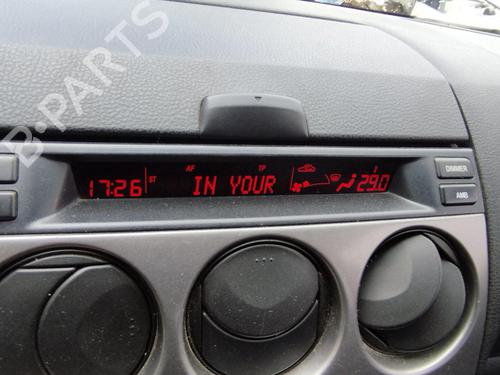 B-PARTS
AF TP
17:26 ST IN YOUR 29.0
DIMMER
AMB